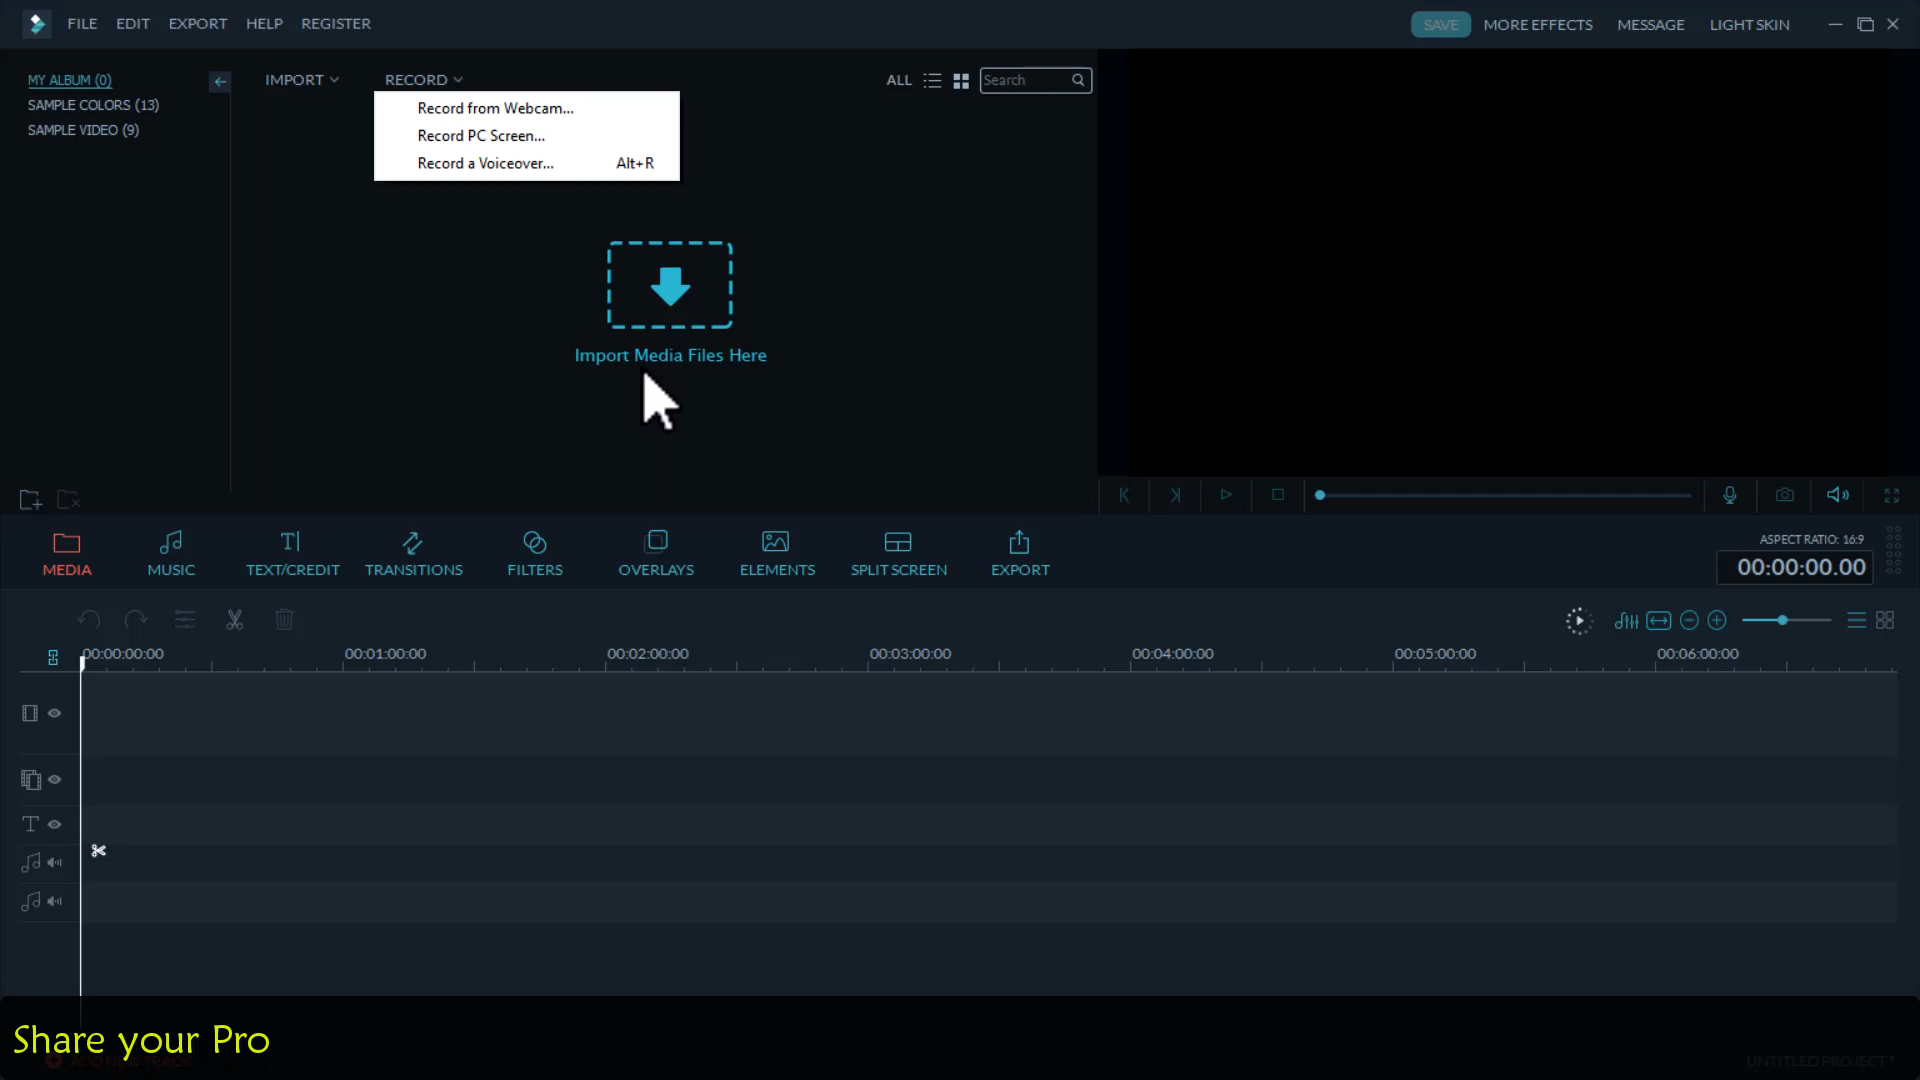 FILE EDIT EXPORT HELP REGISTER SAVE MORE EFFECTS MESSAGE LIGHT SKIN
MY ALBUM (0) IMPORT RECORD ALL Search
SAMPLE COLORS (13)
SAMPLE VIDEO (9)
Record from Webcam...
Record PC Screen...
Record a Voiceover... Alt+R
Import Media Files Here
MEDIA MUSIC TEXT/CREDIT TRANSITIONS FILTERS OVERLAYS ELEMENTS SPLIT SCREEN EXPORT
ASPECT RATIO: 16:9
00:00:00.00
00:00:00:00 00:01:00:00 00:02:00:00 00:03:00:00 00:04:00:00 00:05:00:00 00:06:00:00
Share your Pro
UNTITLED PROJECT *